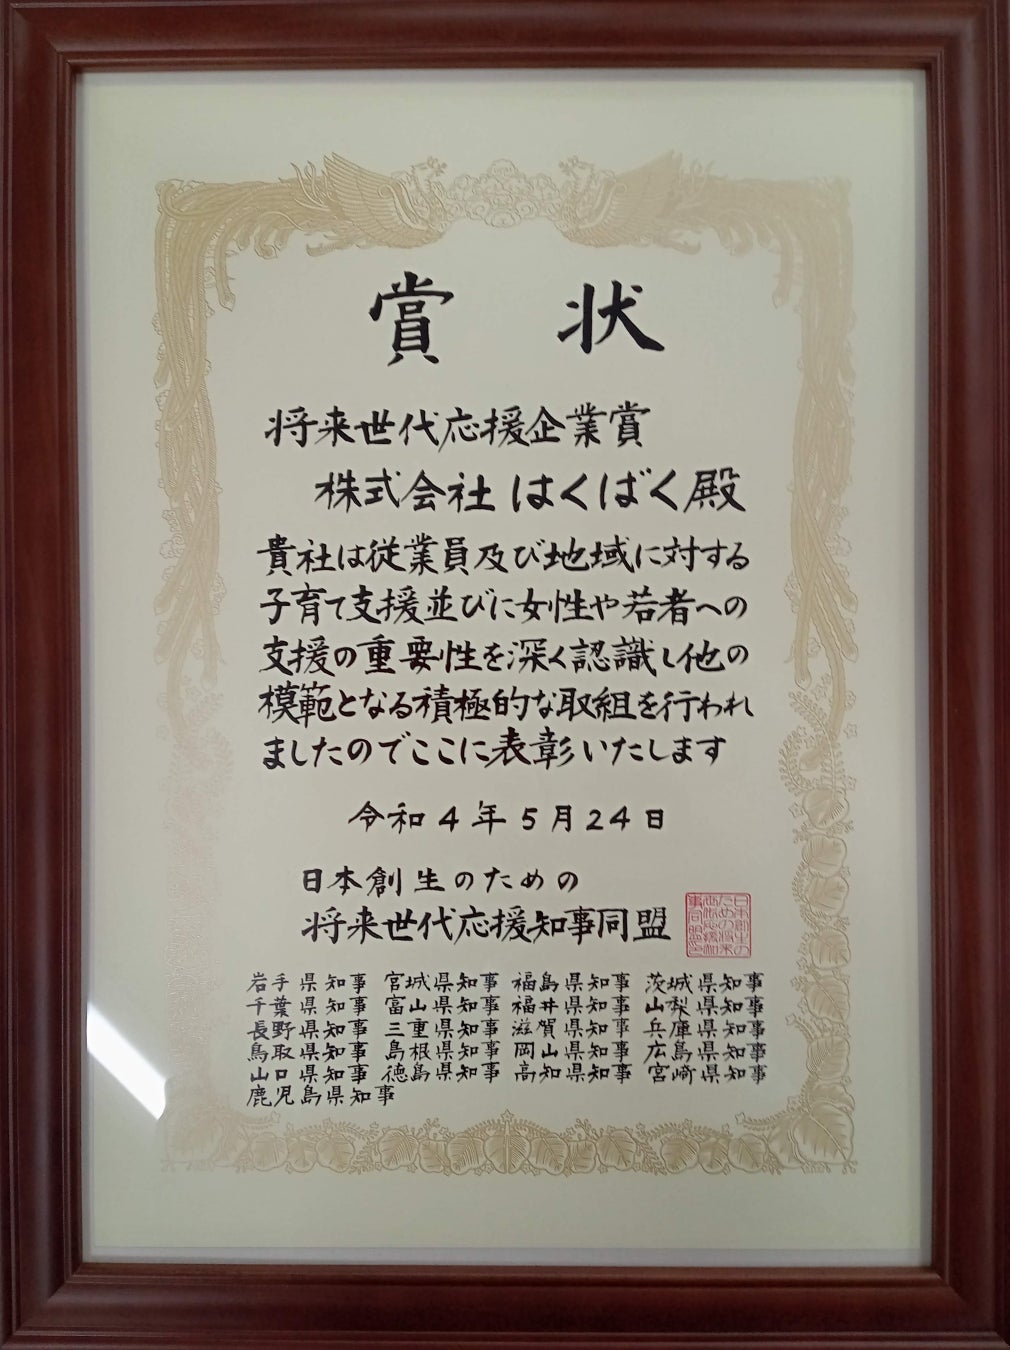 賞状
将来世代応援企業賞
株式会社はくばく殿
貴社は従業員及び地域に対する
子育て支援並びに女性や若者への
支援の重要性を深く認識し他の
模範となる積極的な取組を行われ
ましたのでここに表彰いたします
令和4年5月24日
日本創生のための
将来世代応援知事同盟
岩手県知事 宮城県知事 福島県知事 茨城県知事
千葉県知事 富山県知事 福井県知事 山梨県知事
長野県知事 三重県知事 滋賀県知事 兵庫県知事
鳥取県知事 島根県知事 岡山県知事 広島県知事
山口県知事 徳島県知事 高知県知事 宮崎県知事
鹿児島県知事